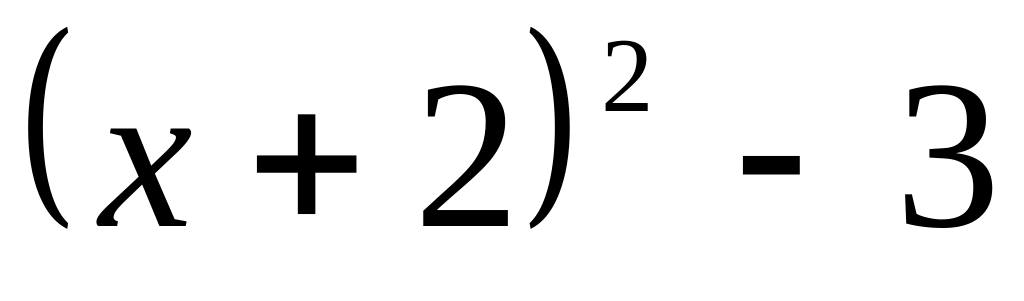 (x + 2)² - 3